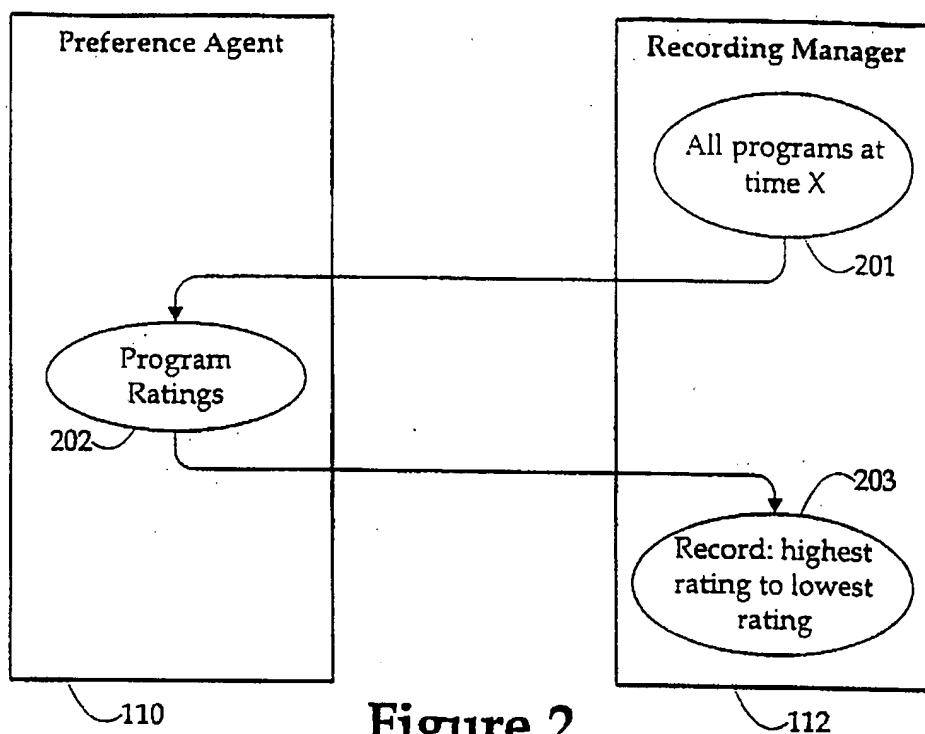 Preference Agent
Recording Manager
All programs at
time X
201
Program
Ratings
202
203
Record: highest
rating to lowest
rating
110
112
Figure 2